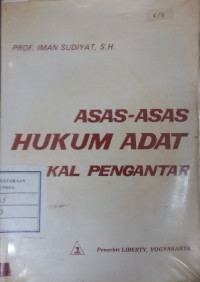 PROF. IMAN SUDIYAT, S.H.
ASAS-ASAS
HUKUM ADAT
KAL PENGANTAR
Penerbit LIBERTY, YOGYAKARTA